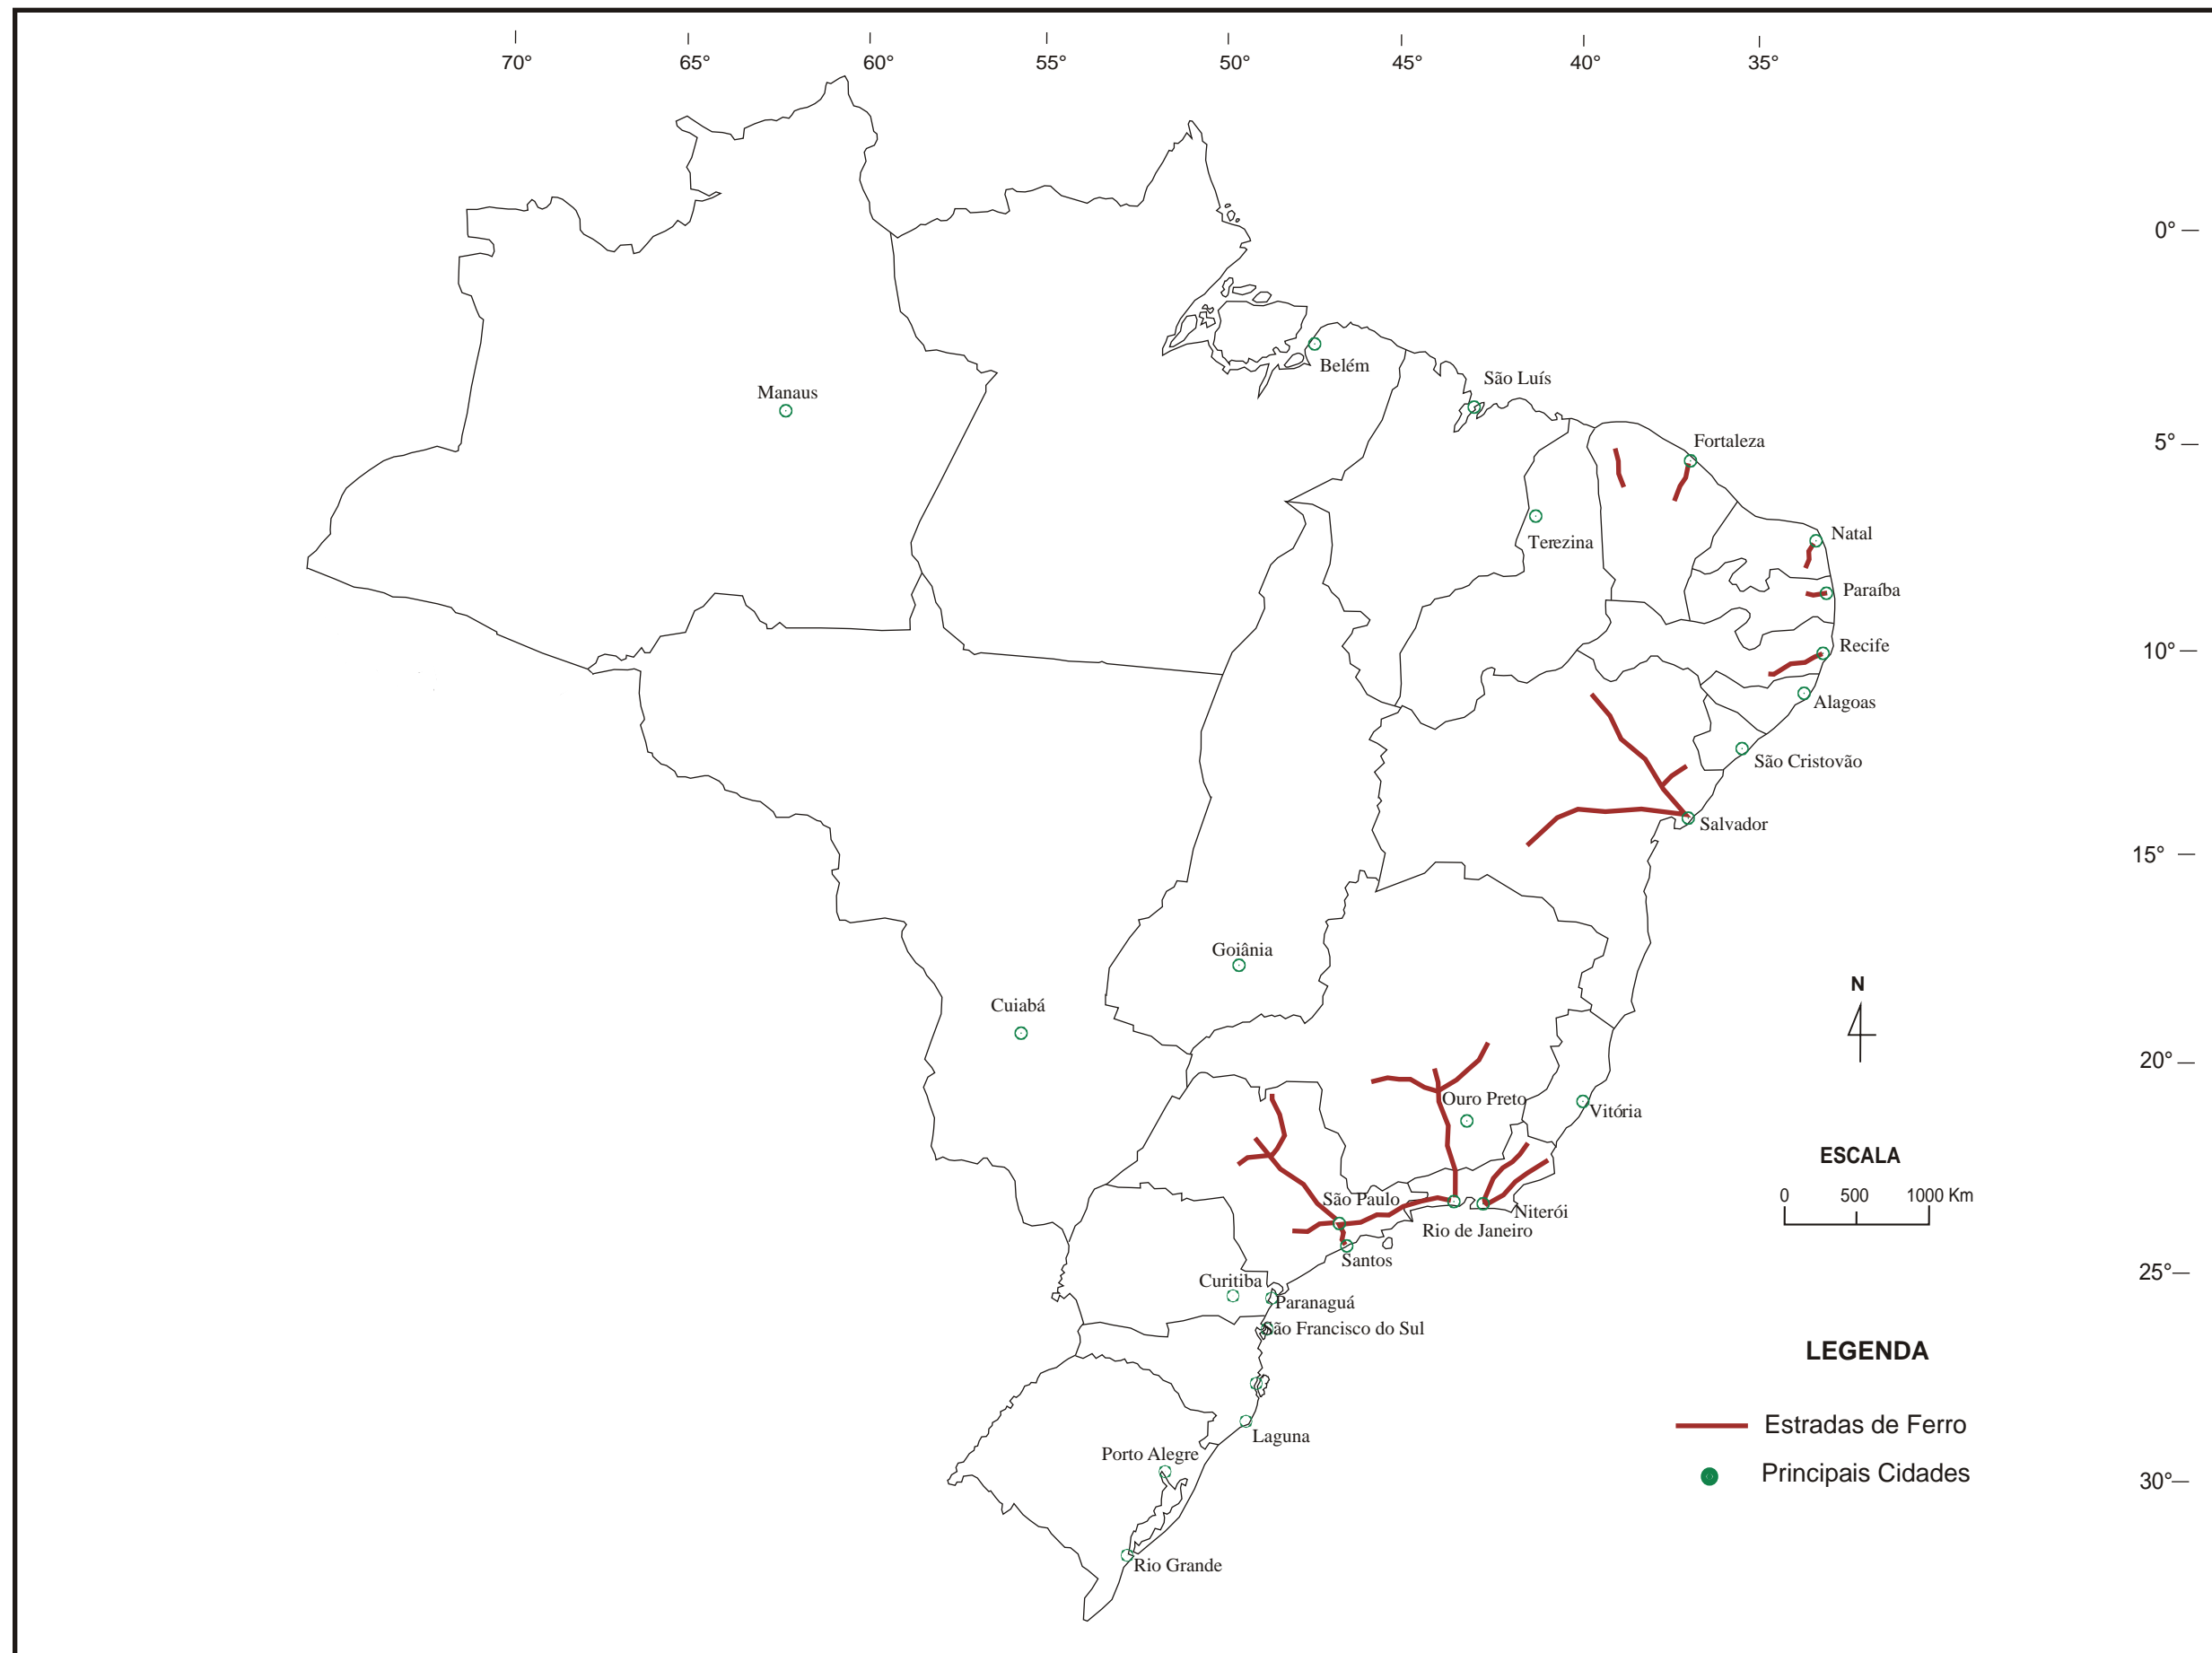 70° 65° 60° 55° 50° 45° 40° 35°
0°
Belém
São Luís
Manaus
Fortaleza
5°
Natal
Terezina
Paraíba
Recife
10°
Alagoas
São Cristovão
Salvador
15°
Goiânia
N
Cuiabá
20°
Ouro Preto
Vitória
ESCALA
0 500 1000 Km
São Paulo
Niterói
Rio de Janeiro
Santos
25°
Curitiba
Paranaguá
São Francisco do Sul
LEGENDA
Estradas de Ferro
Laguna
Porto Alegre
Principais Cidades
30°
Rio Grande